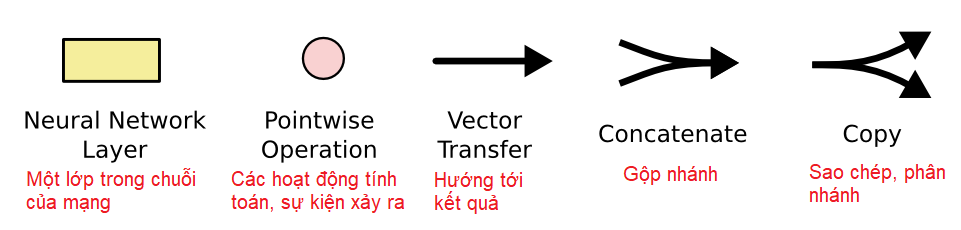 Neural Network
Layer
Một lớp trong chuỗi
của mạng
Pointwise
Operation
Các hoạt động tính
toán, sự kiện xảy ra
Vector
Transfer
Hướng tới
kết quả
Concatenate
Gộp nhánh
Copy
Sao chép, phân
nhánh